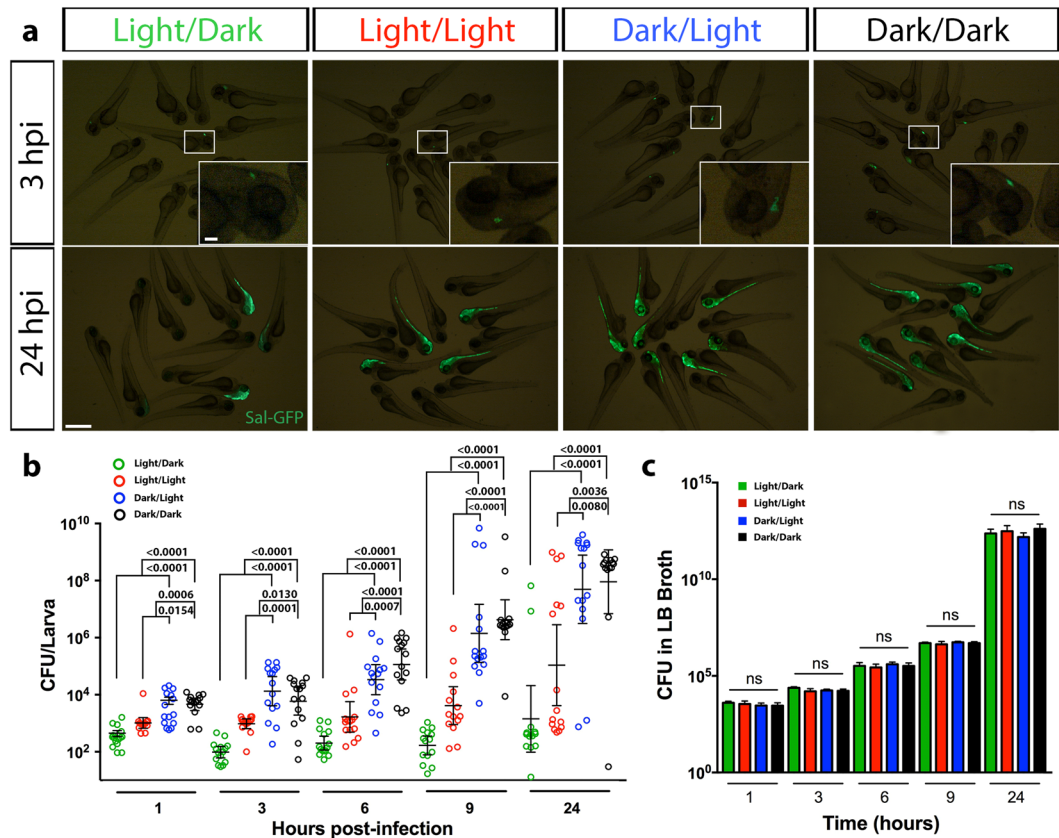 a
Light/Dark
Light/Light
Dark/Light
Dark/Dark
3 hpi
24 hpi
Sal-GFP
b
Light/Dark
Light/Light
Dark/Light
Dark/Dark
CFU/Larva
10^10
10^8
10^6
10^4
10^2
<0.0001
<0.0001
0.0006
0.0154
<0.0001
<0.0001
0.0130
0.0001
<0.0001
<0.0001
<0.0001
0.0007
<0.0001
<0.0001
<0.0001
<0.0001
<0.0001
<0.0001
0.0036
0.0080
1 3 6 9 24
Hours post-infection
c
Light/Dark
Light/Light
Dark/Light
Dark/Dark
CFU in LB Broth
10^15
10^10
10^5
10^0
ns
ns
ns
ns
ns
1 3 6 9 24
Time (hours)